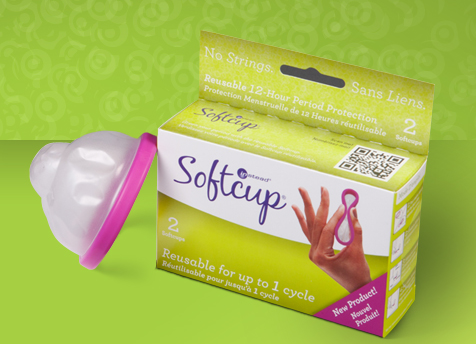 No Strings.
Sans Liens.
Reusable 12-Hour Period Protection
Protection Menstruelle de 12 Heures réutilisable
2
Softcups
Softcup
instead
Softcup®
2
Softcups
Reusable for up to 1 cycle
Réutilisable pour jusqu'à 1 cycle
New Product!
Nouvel
Produit!